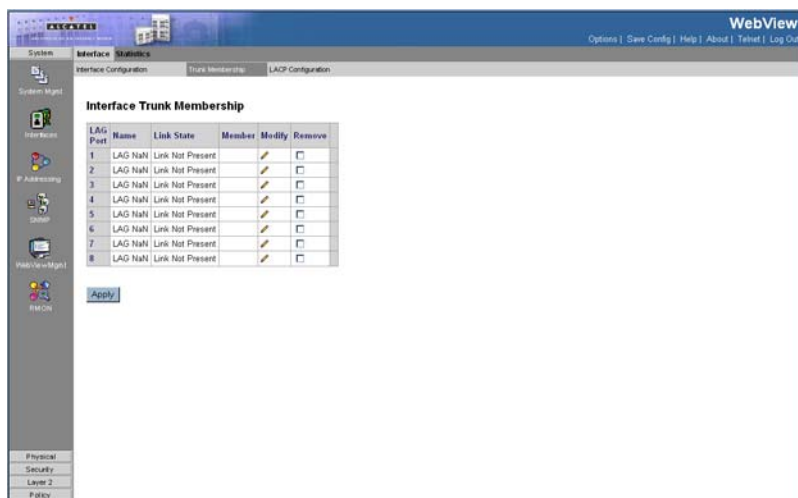 ALCATEL
WebView
Options | Save Config | Help | About | Telnet | Log Out
System
Interface Statistics
Interface Configuration
Trunk Membership
LACP Configuration
System Mgmt
Interfaces
IP Addressing
SNMP
WebViewMgmt
RMON
Interface Trunk Membership
LAG Port Name Link State Member Modify Remove
1 LAG NaN Link Not Present
2 LAG NaN Link Not Present
3 LAG NaN Link Not Present
4 LAG NaN Link Not Present
5 LAG NaN Link Not Present
6 LAG NaN Link Not Present
7 LAG NaN Link Not Present
8 LAG NaN Link Not Present
Apply
Physical
Security
Layer 2
Policy